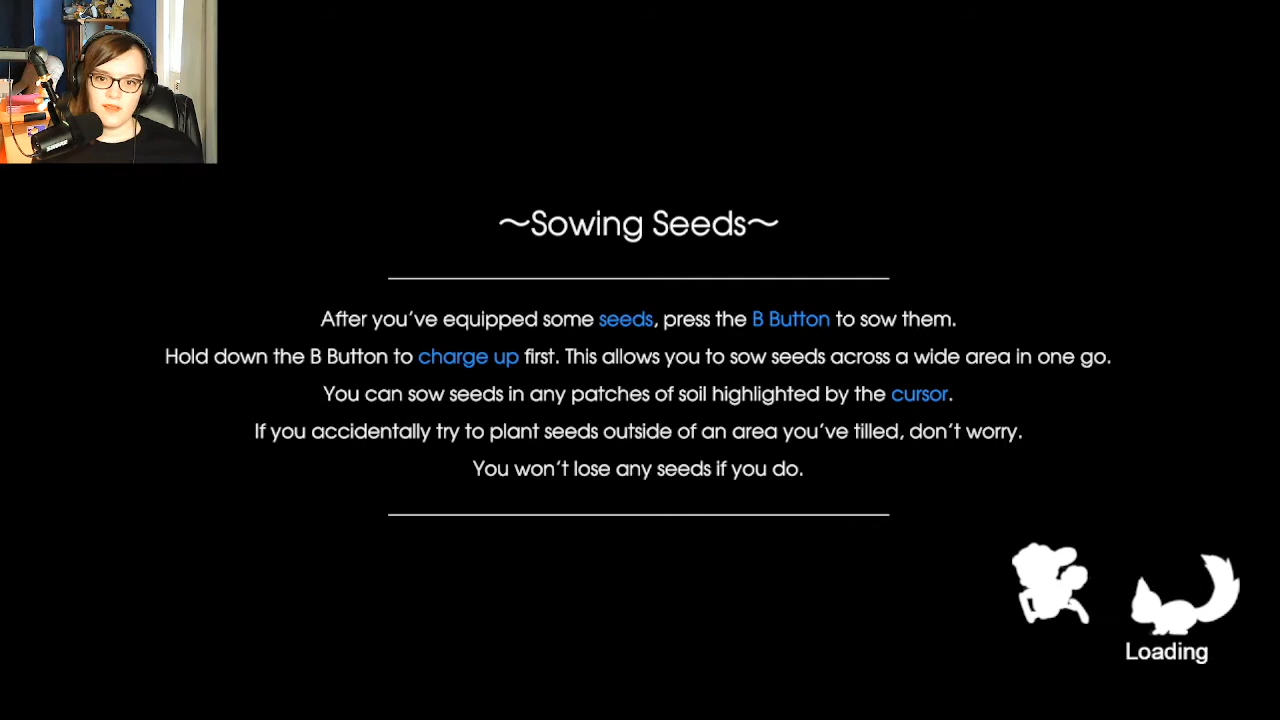 ~Sowing Seeds~
After you've equipped some seeds, press the B Button to sow them.
Hold down the B Button to charge up first. This allows you to sow seeds across a wide area in one go.
You can sow seeds in any patches of soil highlighted by the cursor.
If you accidentally try to plant seeds outside of an area you've tilled, don't worry.
You won't lose any seeds if you do.
Loading